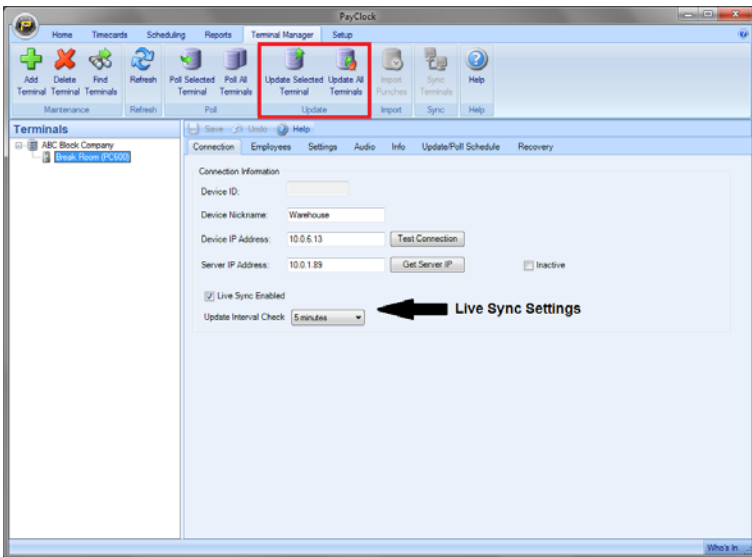 PayClock
Home Timecards Scheduling Reports Terminal Manager Setup
Add Terminal
Delete Terminal
Find Terminals
Refresh
Poll Selected Terminal
Poll All Terminals
Update Selected Terminal
Update All Terminals
Import Punches
Sync Terminals
Help
Maintenance Refresh Poll Update Import Sync Help
Terminals
ABC Block Company
Break Room (PC600)
Save Undo Help
Connection Employees Settings Audio Info Update/Poll Schedule Recovery
Connection Information
Device ID:
Device Nickname: Warehouse
Device IP Address: 10.0.6.13 Test Connection
Server IP Address: 10.0.1.89 Get Server IP Inactive
Live Sync Enabled
Update Interval Check 5 minutes
Live Sync Settings
Who's In